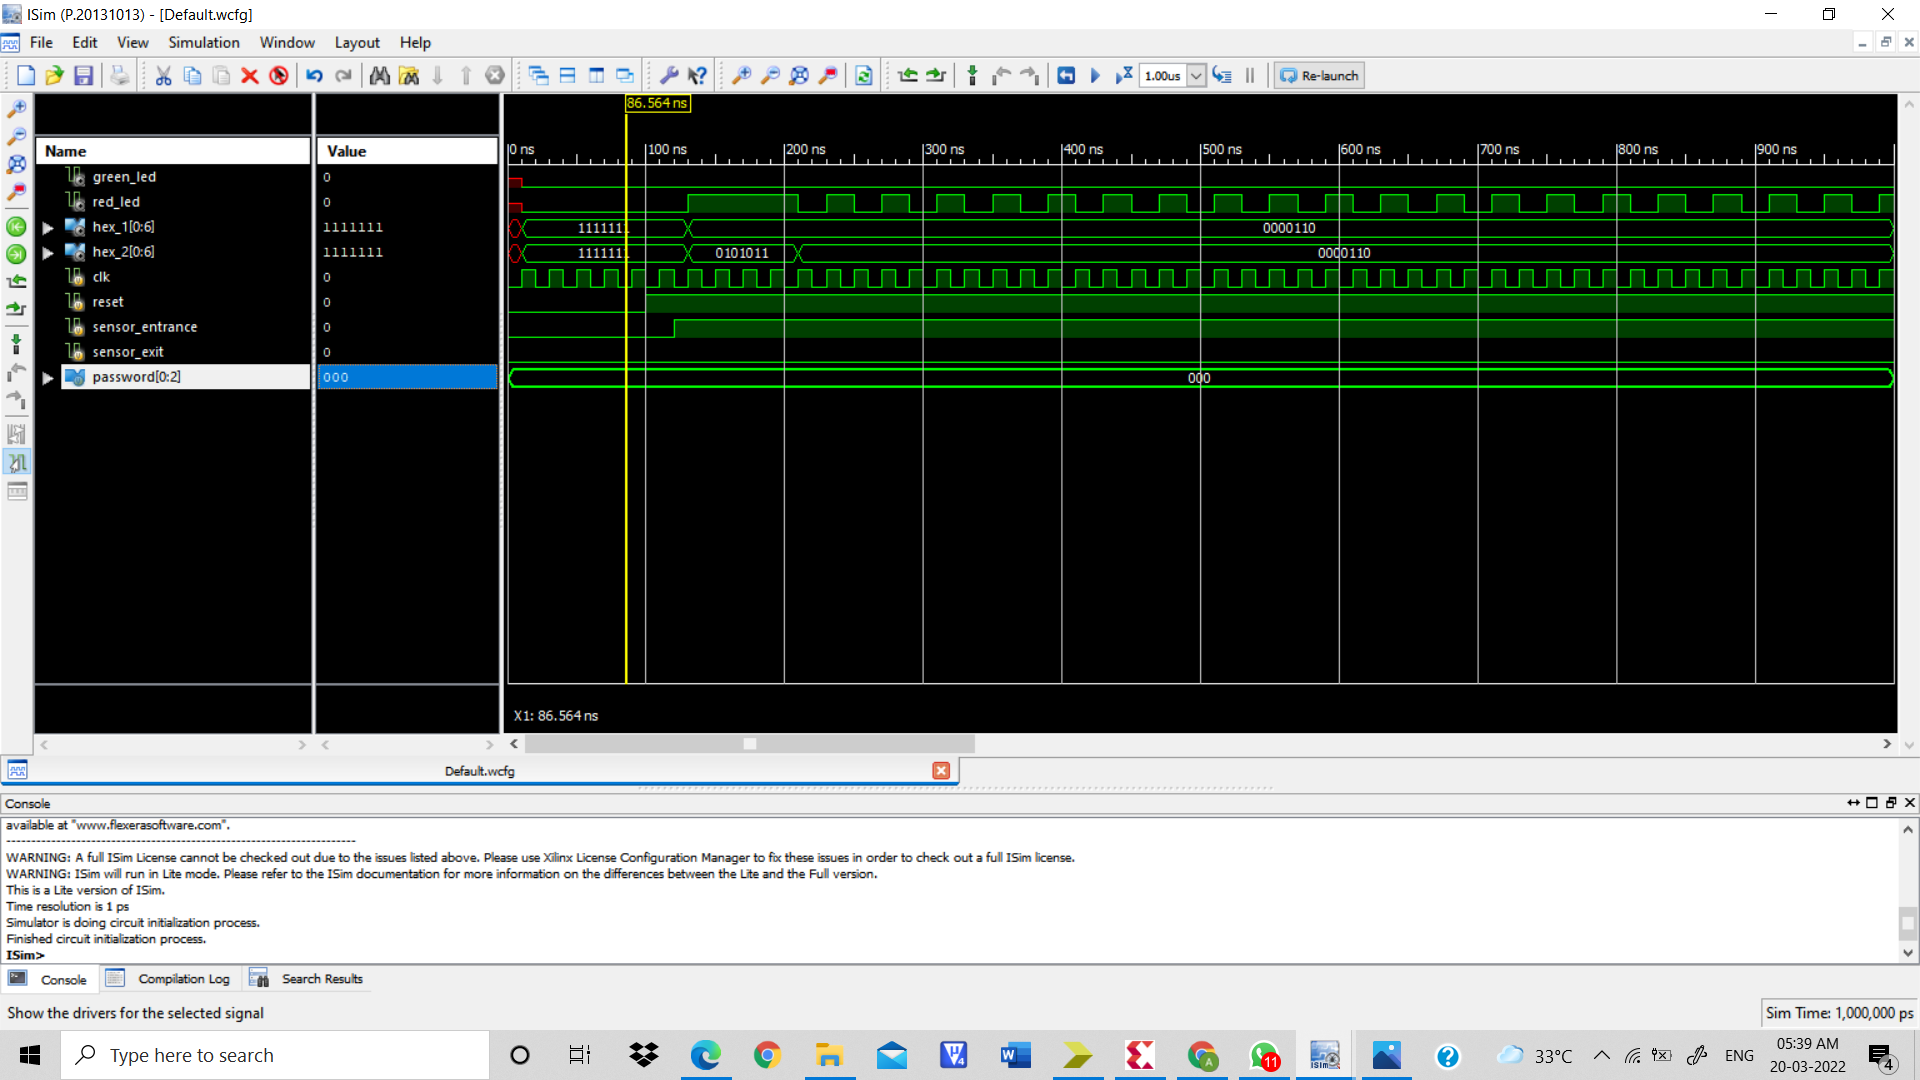 ISim (P.20131013) - [Default.wcfg]
File Edit View Simulation Window Layout Help
1.00us Re-launch
86.564 ns
Name Value
0 ns 100 ns 200 ns 300 ns 400 ns 500 ns 600 ns 700 ns 800 ns 900 ns
green_led 0
red_led 0
hex_1[0:6] 1111111 1111111 0000110
hex_2[0:6] 1111111 1111111 0101011 0000110
clk 0
reset 0
sensor_entrance 0
sensor_exit 0
password[0:2] 000 000
X1: 86.564 ns
Default.wcfg
Console
available at "www.flexerasoftware.com".
--------------------------------------------------------------------------------
WARNING: A full ISim License cannot be checked out due to the issues listed above. Please use Xilinx License Configuration Manager to fix these issues in order to check out a full ISim license.
WARNING: ISim will run in Lite mode. Please refer to the ISim documentation for more information on the differences between the Lite and the Full version.
This is a Lite version of ISim.
Time resolution is 1 ps
Simulator is doing circuit initialization process.
Finished circuit initialization process.
ISim>
Console Compilation Log Search Results
Show the drivers for the selected signal
Sim Time: 1,000,000 ps
Type here to search
11
33°C
ENG
05:39 AM
20-03-2022
4